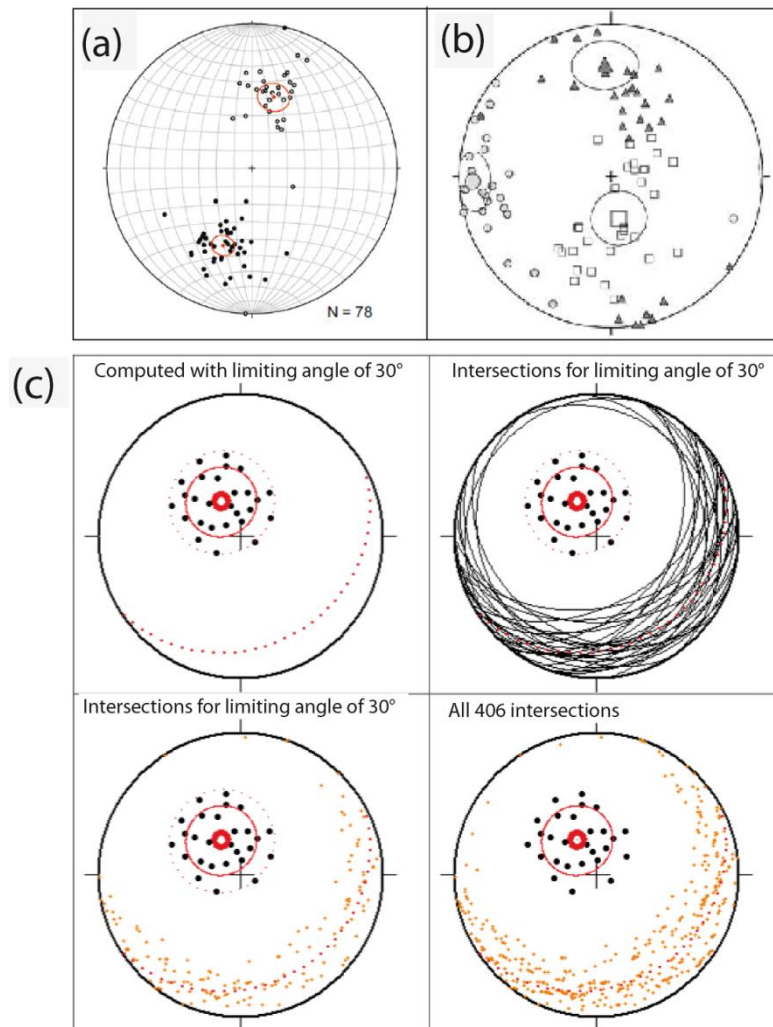 (a)
(b)
N = 78
(c)
Computed with limiting angle of 30°
Intersections for limiting angle of 30°
Intersections for limiting angle of 30°
All 406 intersections